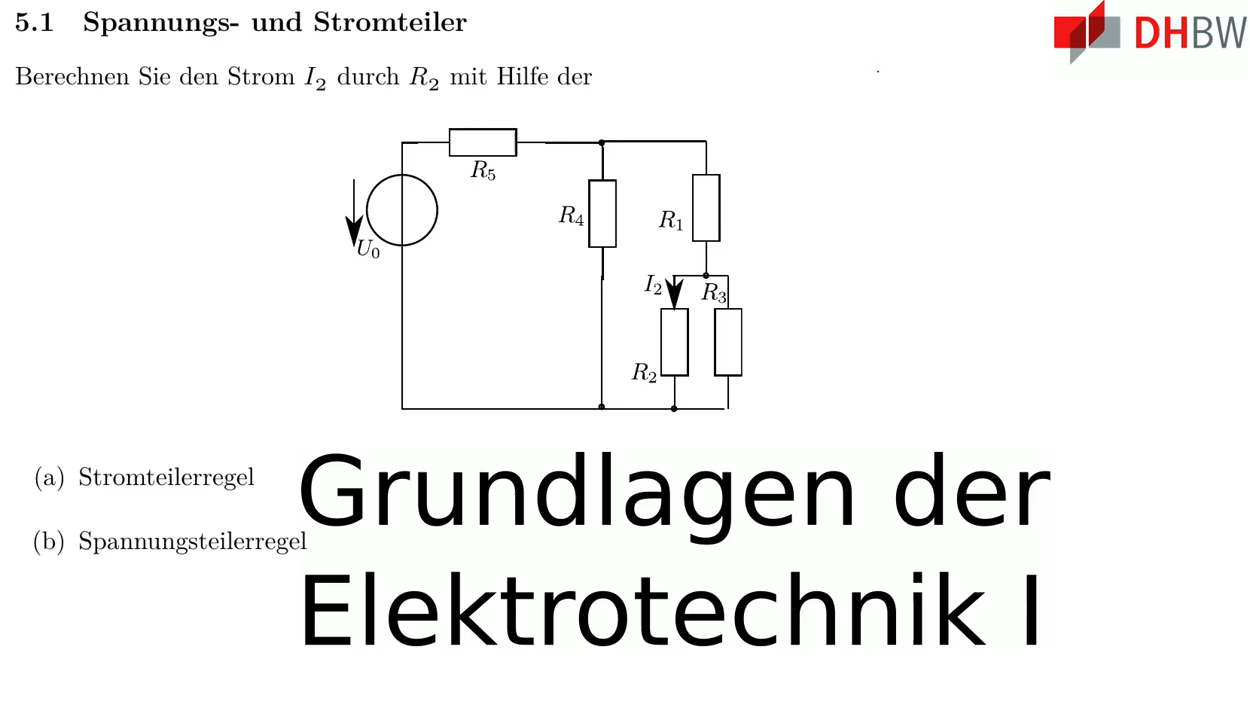 5.1 Spannungs- und Stromteiler
DHBW
Berechnen Sie den Strom I₂ durch R₂ mit Hilfe der
R₅
R₄
R₁
U₀
I₂
R₃
R₂
(a) Stromteilerregel
(b) Spannungsteilerregel
Grundlagen der
Elektrotechnik I